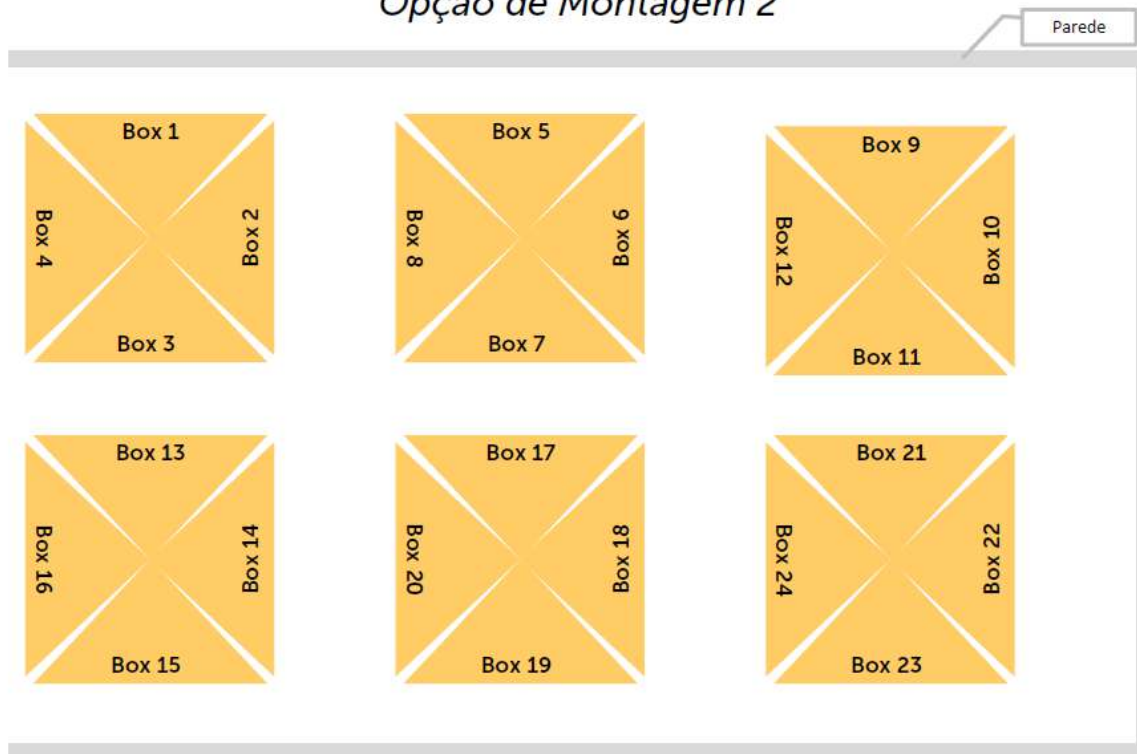 Opção de Montagem 2
Parede
Box 1
Box 4
Box 2
Box 3
Box 5
Box 8
Box 6
Box 7
Box 9
Box 12
Box 10
Box 11
Box 13
Box 16
Box 14
Box 15
Box 17
Box 20
Box 18
Box 19
Box 21
Box 24
Box 22
Box 23